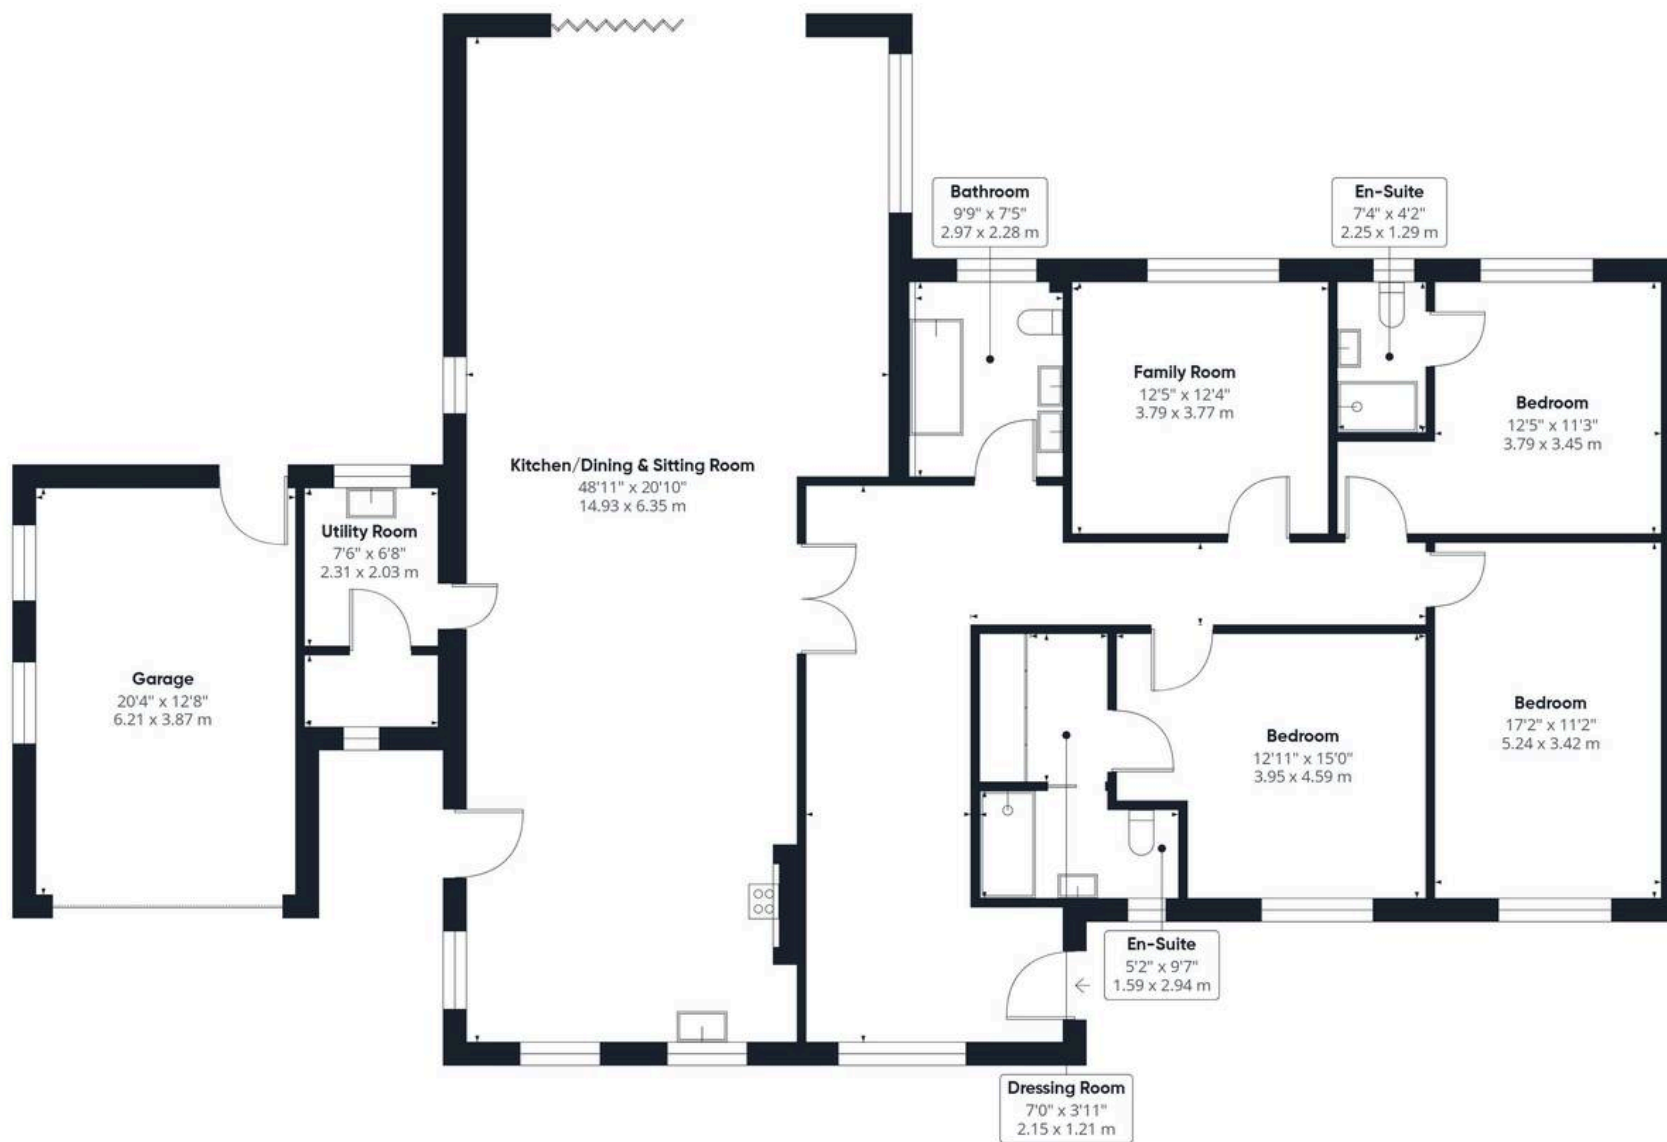 Bathroom
9'9" x 7'5"
2.97 x 2.28 m
En-Suite
7'4" x 4'2"
2.25 x 1.29 m
Family Room
12'5" x 12'4"
3.79 x 3.77 m
Bedroom
12'5" x 11'3"
3.79 x 3.45 m
Kitchen/Dining & Sitting Room
48'11" x 20'10"
14.93 x 6.35 m
Utility Room
7'6" x 6'8"
2.31 x 2.03 m
Garage
20'4" x 12'8"
6.21 x 3.87 m
Bedroom
12'11" x 15'0"
3.95 x 4.59 m
Bedroom
17'2" x 11'2"
5.24 x 3.42 m
En-Suite
5'2" x 9'7"
1.59 x 2.94 m
Dressing Room
7'0" x 3'11"
2.15 x 1.21 m